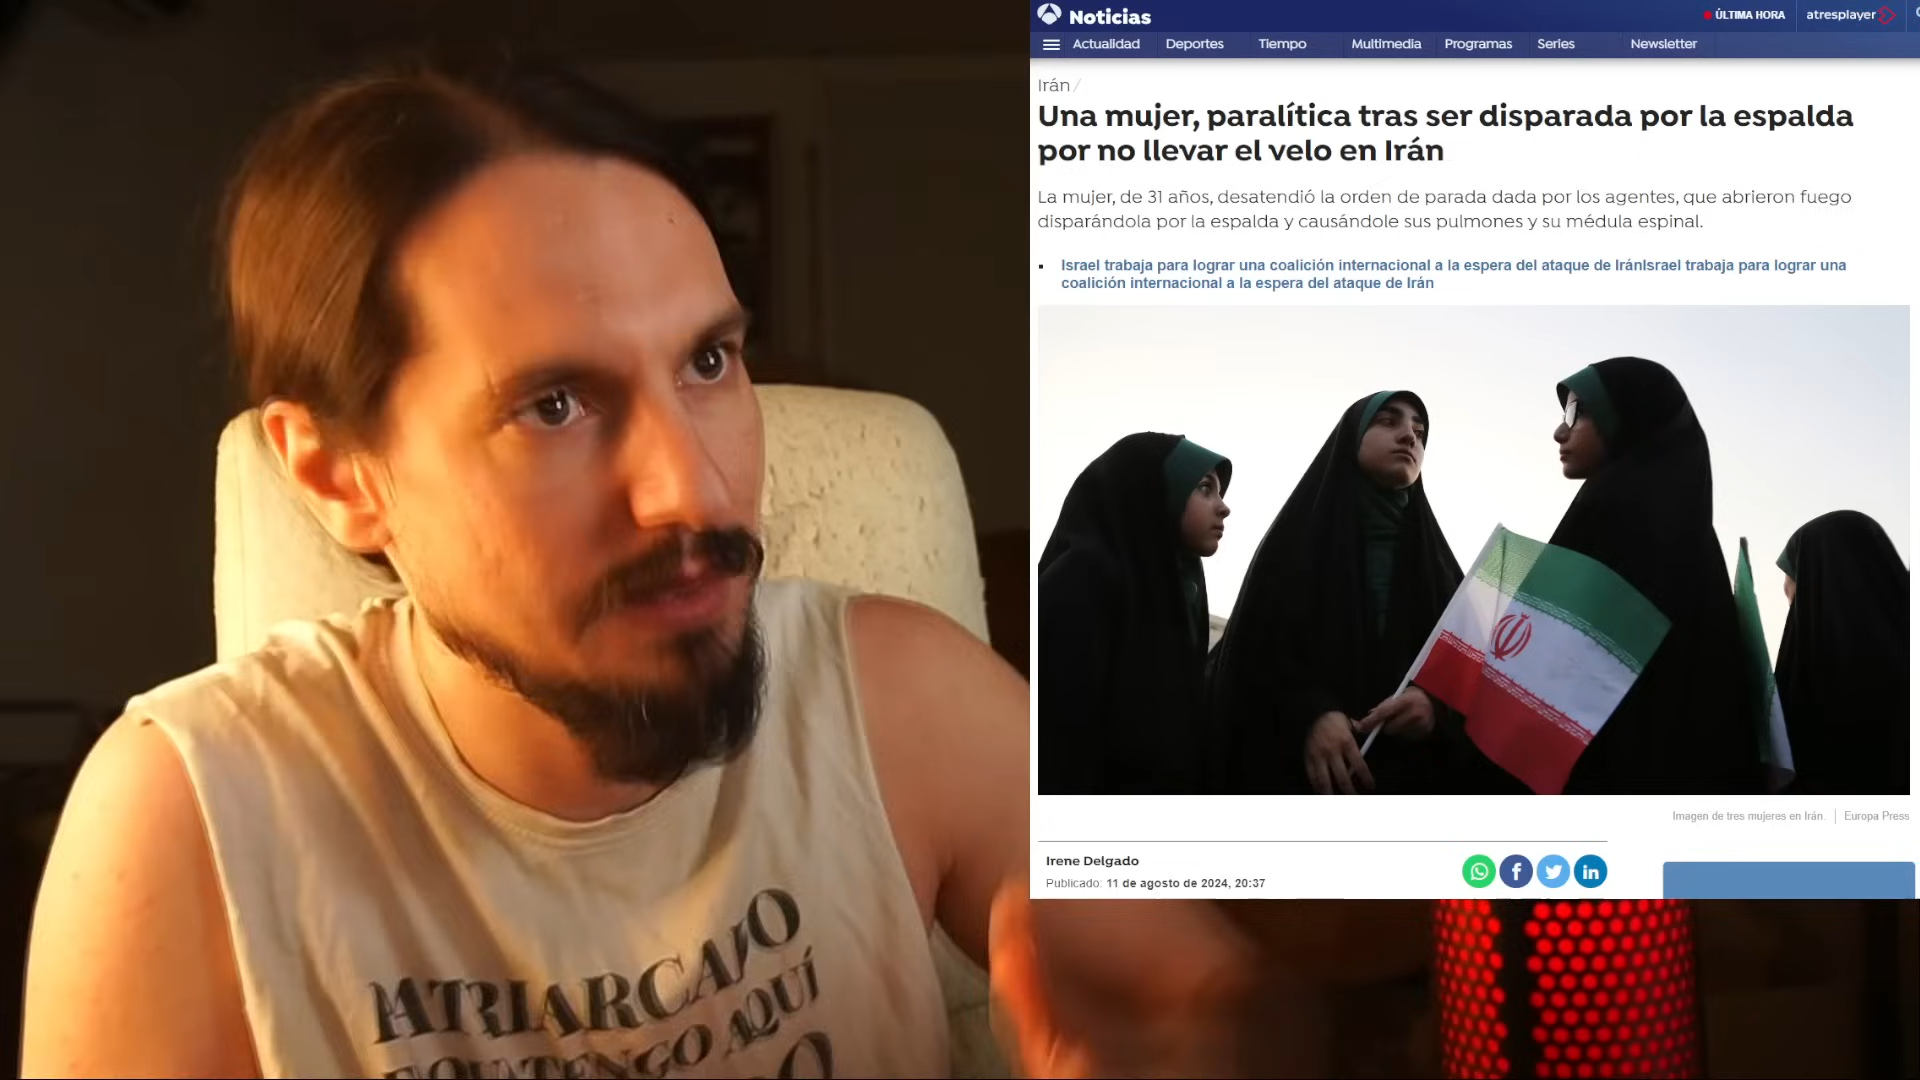 Noticias
ÚLTIMA HORA
atresplayer
Actualidad
Deportes
Tiempo
Multimedia
Programas
Series
Newsletter
Irán /
Una mujer, paralítica tras ser disparada por la espalda
por no llevar el velo en Irán
La mujer, de 31 años, desatendió la orden de parada dada por los agentes, que abrieron fuego
disparándola por la espalda y causándole sus pulmones y su médula espinal.
Israel trabaja para lograr una coalición internacional a la espera del ataque de IránIsrael trabaja para lograr una
coalición internacional a la espera del ataque de Irán
Imagen de tres mujeres en Irán. | Europa Press
Irene Delgado
Publicado: 11 de agosto de 2024, 20:37
AQUÍ